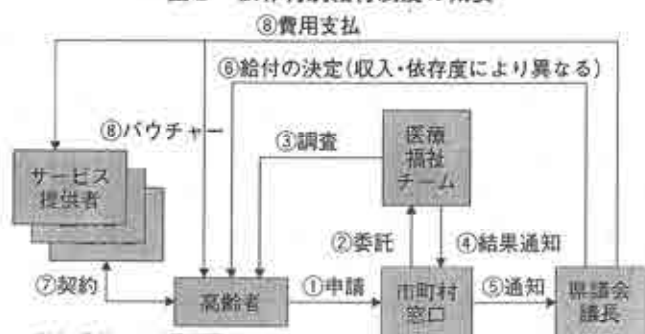 ⑧費用支払
⑥給付の決定(収入・依存度により異なる)
⑧バウチャー
③調査
医療
福祉
チーム
サービス
提供者
②委託
④結果通知
⑦契約
高齢者
①申請
市町村
窓口
⑤通知
県議会
議長